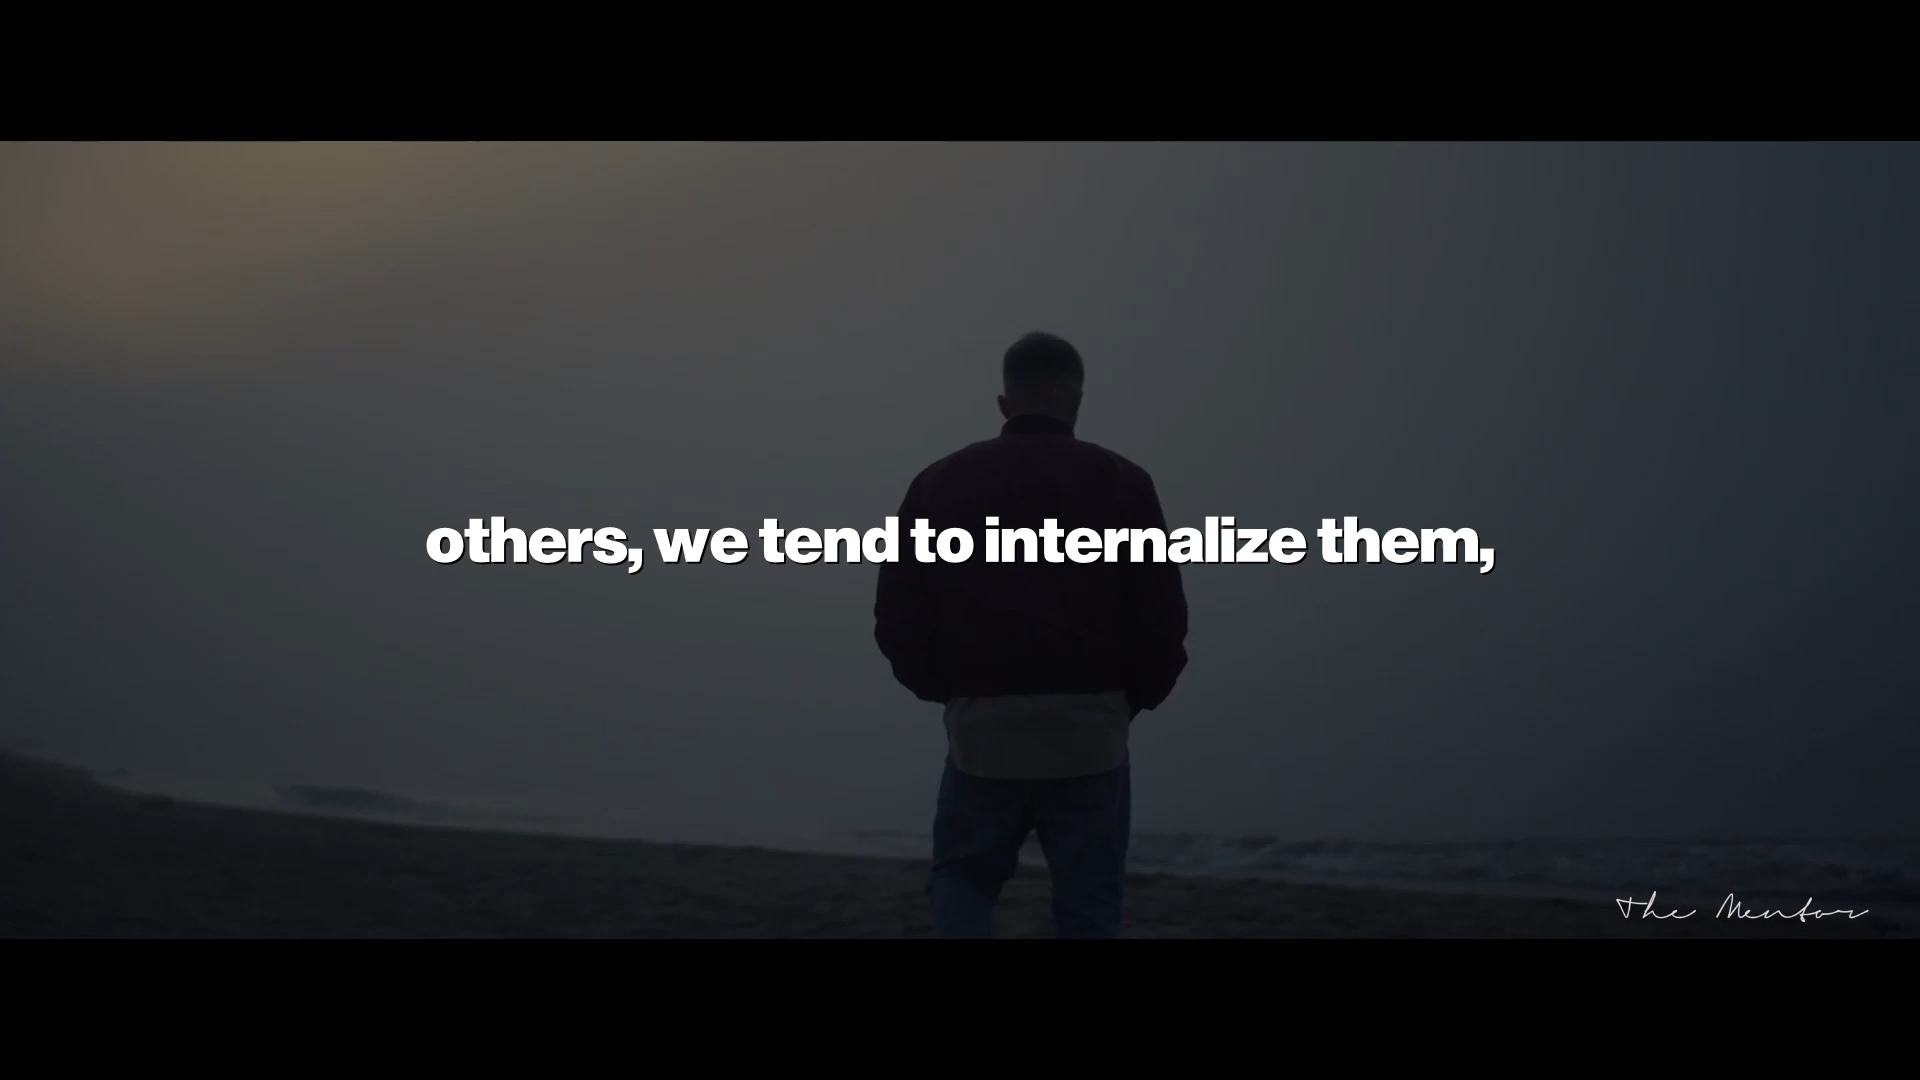 others, we tend to internalize them,
The Mentor